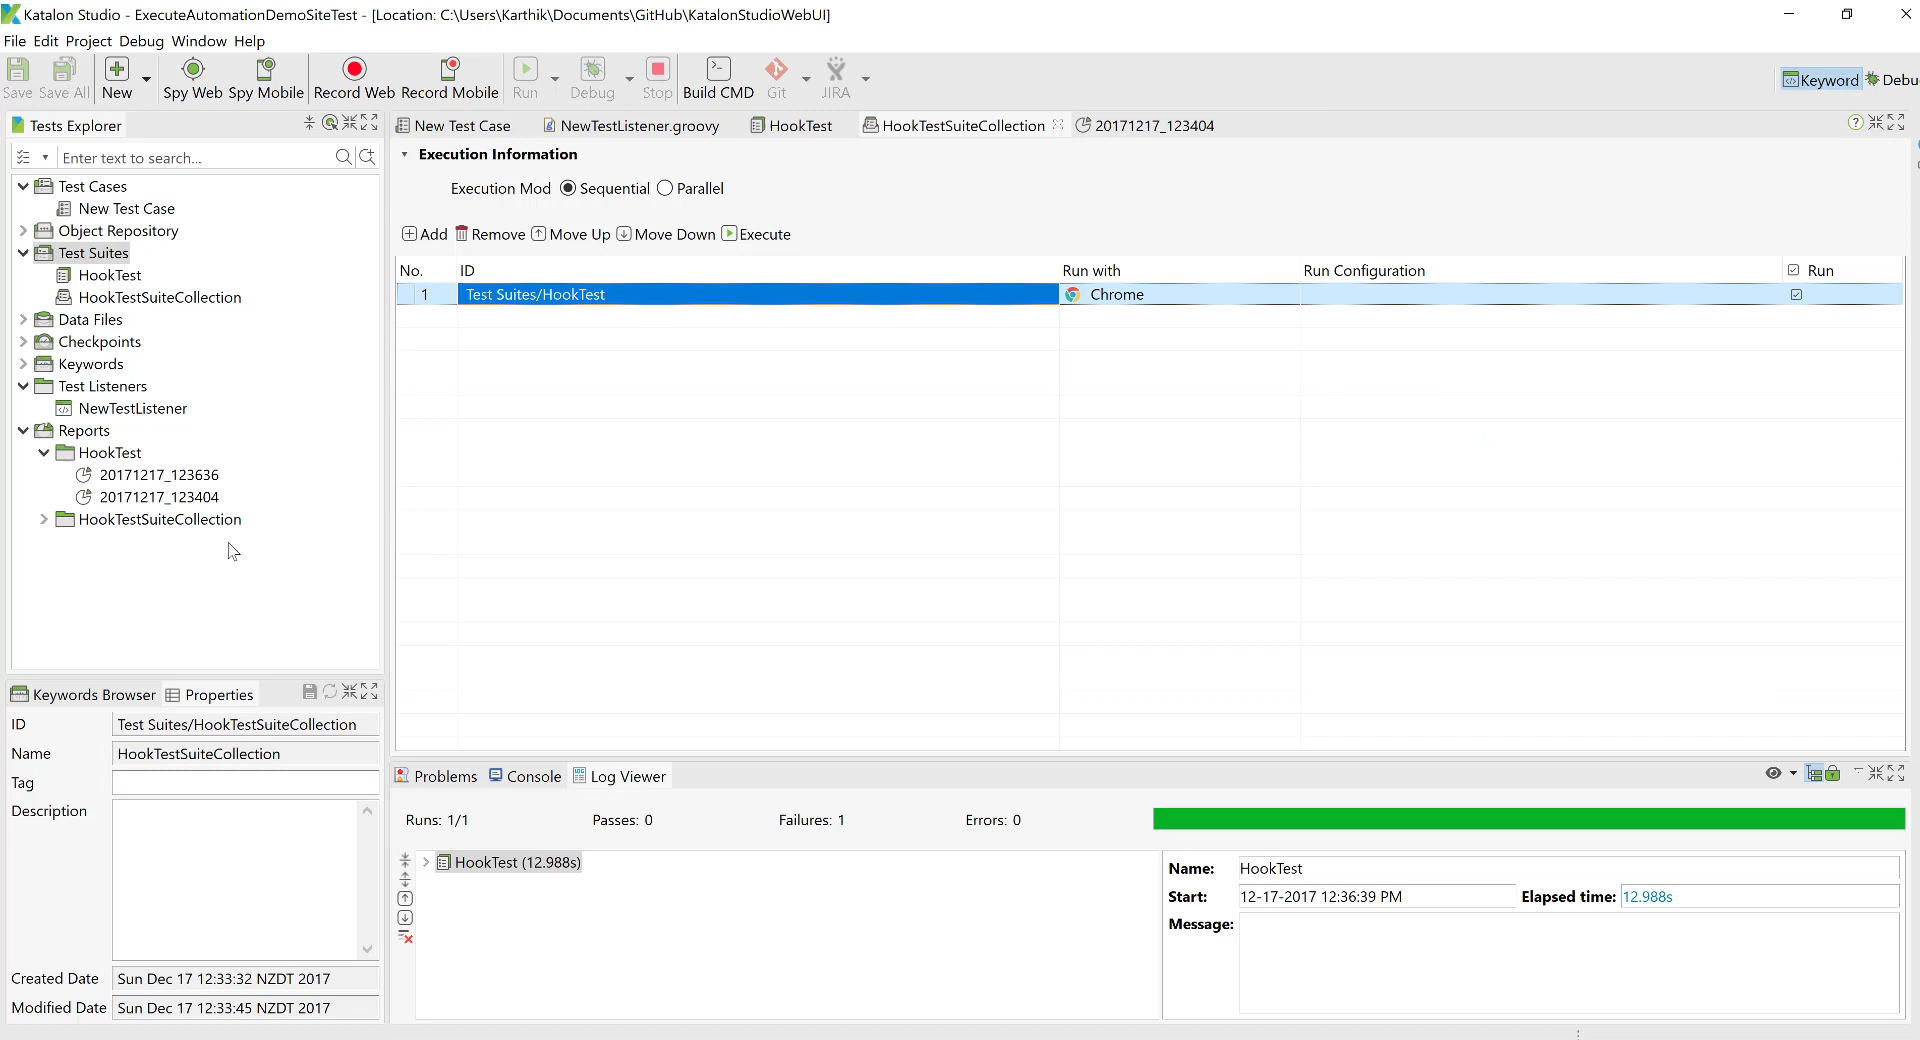 Katalon Studio - ExecuteAutomationDemoSiteTest - [Location: C:\Users\Karthik\Documents\GitHub\KatalonStudioWebUI]
File Edit Project Debug Window Help
Save Save All New Spy Web Spy Mobile Record Web Record Mobile Run Debug Stop Build CMD Git JIRA Keyword Debu
Tests Explorer
Enter text to search...
Test Cases
New Test Case
Object Repository
Test Suites
HookTest
HookTestSuiteCollection
Data Files
Checkpoints
Keywords
Test Listeners
NewTestListener
Reports
HookTest
20171217_123636
20171217_123404
HookTestSuiteCollection
Keywords Browser Properties
ID Test Suites/HookTestSuiteCollection
Name HookTestSuiteCollection
Tag
Description
Created Date Sun Dec 17 12:33:32 NZDT 2017
Modified Date Sun Dec 17 12:33:45 NZDT 2017
New Test Case NewTestListener.groovy HookTest HookTestSuiteCollection 20171217_123404
Execution Information
Execution Mod Sequential Parallel
Add Remove Move Up Move Down Execute
No. ID Run with Run Configuration Run
1 Test Suites/HookTest Chrome
Problems Console Log Viewer
Runs: 1/1 Passes: 0 Failures: 1 Errors: 0
HookTest (12.988s)
Name: HookTest
Start: 12-17-2017 12:36:39 PM Elapsed time: 12.988s
Message: